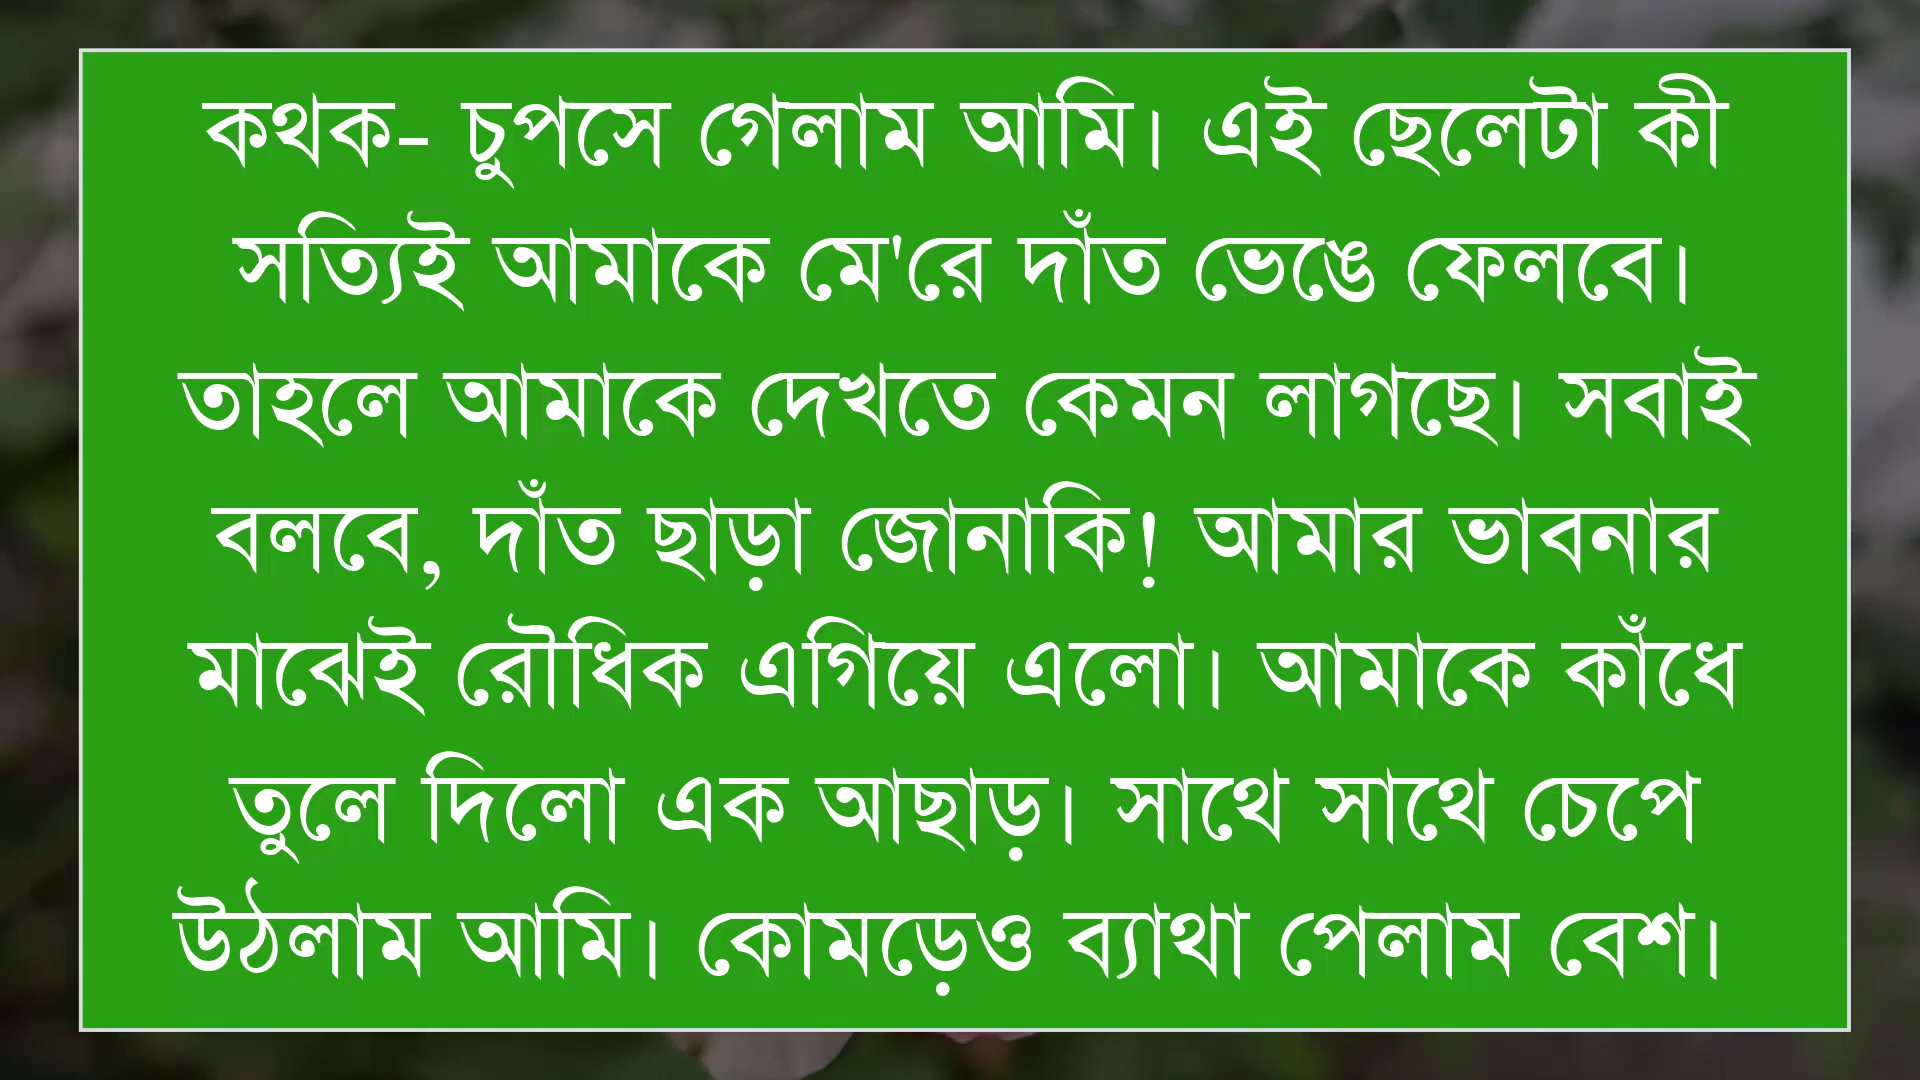 কথক- চুপসে গেলাম আমি। এই ছেলেটা কী
সত্যিই আমাকে মে'রে দাঁত ভেঙে ফেলবে।
তাহলে আমাকে দেখতে কেমন লাগছে। সবাই
বলবে, দাঁত ছাড়া জোনাকি! আমার ভাবনার
মাঝেই রৌধিক এগিয়ে এলো। আমাকে কাঁধে
তুলে দিলো এক আছাড়। সাথে সাথে চেপে
উঠলাম আমি। কোমড়েও ব্যাথা পেলাম বেশ।